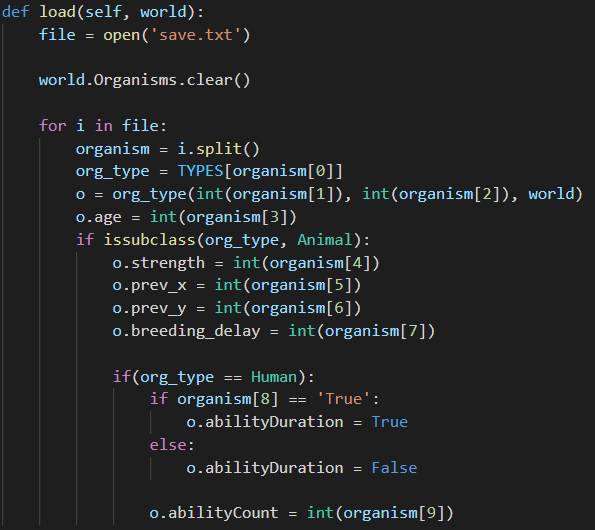 def load(self, world):
    file = open('save.txt')

    world.Organisms.clear()

    for i in file:
        organism = i.split()
        org_type = TYPES[organism[0]]
        o = org_type(int(organism[1]), int(organism[2]), world)
        o.age = int(organism[3])
        if issubclass(org_type, Animal):
            o.strength = int(organism[4])
            o.prev_x = int(organism[5])
            o.prev_y = int(organism[6])
            o.breeding_delay = int(organism[7])

            if(org_type == Human):
                if organism[8] == 'True':
                    o.abilityDuration = True
                else:
                    o.abilityDuration = False

                o.abilityCount = int(organism[9])